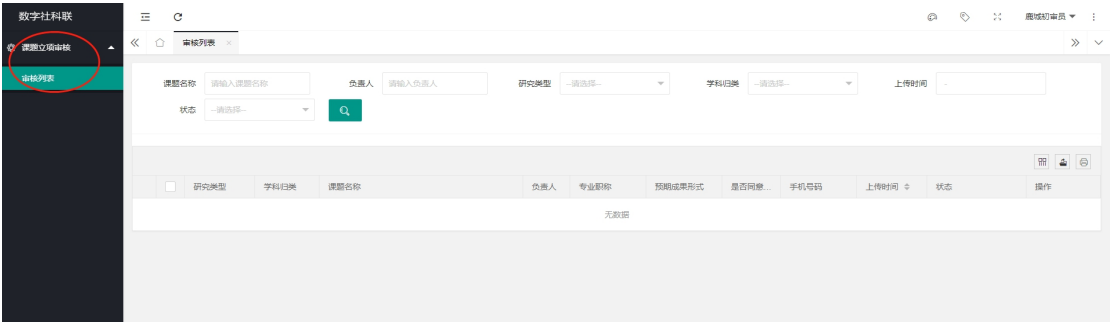 数字社科联
鹿城初审员
课题立项审核
审核列表
审核列表
课题名称 请输入课题名称 负责人 请输入负责人 研究类型 --请选择-- 学科归类 --请选择-- 上传时间 -
状态 --请选择--
研究类型 学科归类 课题名称 负责人 专业职称 预期成果形式 是否同意... 手机号码 上传时间 状态 操作
无数据